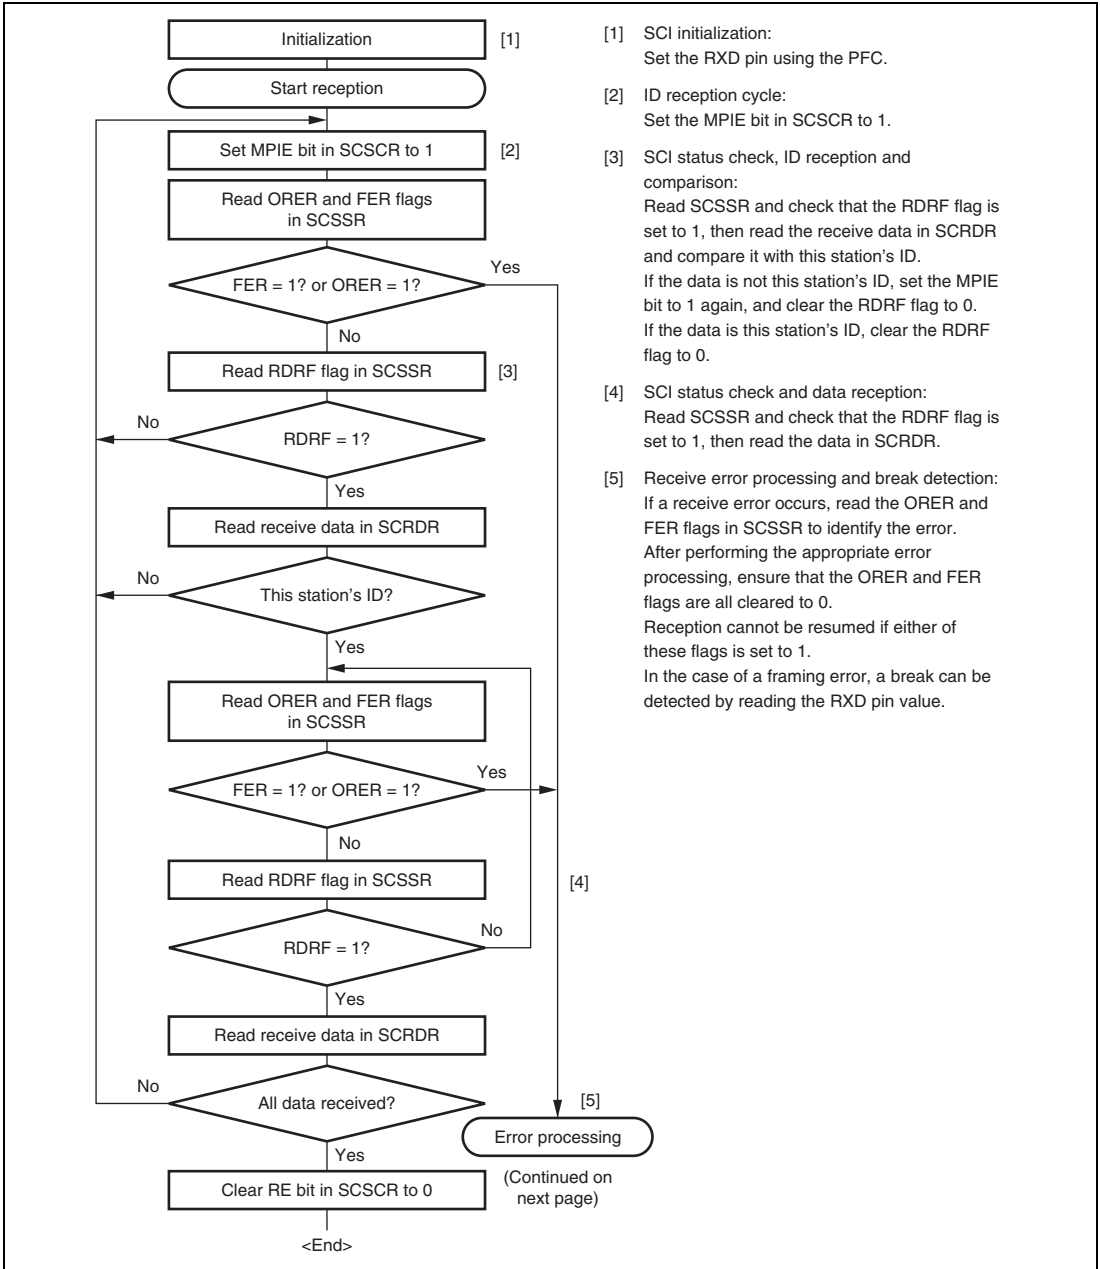 Initialization
[1]
Start reception
Set MPIE bit in SCSCR to 1
[2]
Read ORER and FER flags
in SCSSR
FER = 1? or ORER = 1?
Yes
No
Read RDRF flag in SCSSR
[3]
No
RDRF = 1?
Yes
Read receive data in SCRDR
No
This station's ID?
Yes
Read ORER and FER flags
in SCSSR
FER = 1? or ORER = 1?
Yes
No
Read RDRF flag in SCSSR
[4]
RDRF = 1?
No
Yes
Read receive data in SCRDR
No
All data received?
[5]
Error processing
(Continued on
next page)
Yes
Clear RE bit in SCSCR to 0
<End>
[1] SCI initialization:
Set the RXD pin using the PFC.
[2] ID reception cycle:
Set the MPIE bit in SCSCR to 1.
[3] SCI status check, ID reception and
comparison:
Read SCSSR and check that the RDRF flag is
set to 1, then read the receive data in SCRDR
and compare it with this station's ID.
If the data is not this station's ID, set the MPIE
bit to 1 again, and clear the RDRF flag to 0.
If the data is this station's ID, clear the RDRF
flag to 0.
[4] SCI status check and data reception:
Read SCSSR and check that the RDRF flag is
set to 1, then read the data in SCRDR.
[5] Receive error processing and break detection:
If a receive error occurs, read the ORER and
FER flags in SCSSR to identify the error.
After performing the appropriate error
processing, ensure that the ORER and FER
flags are all cleared to 0.
Reception cannot be resumed if either of
these flags is set to 1.
In the case of a framing error, a break can be
detected by reading the RXD pin value.